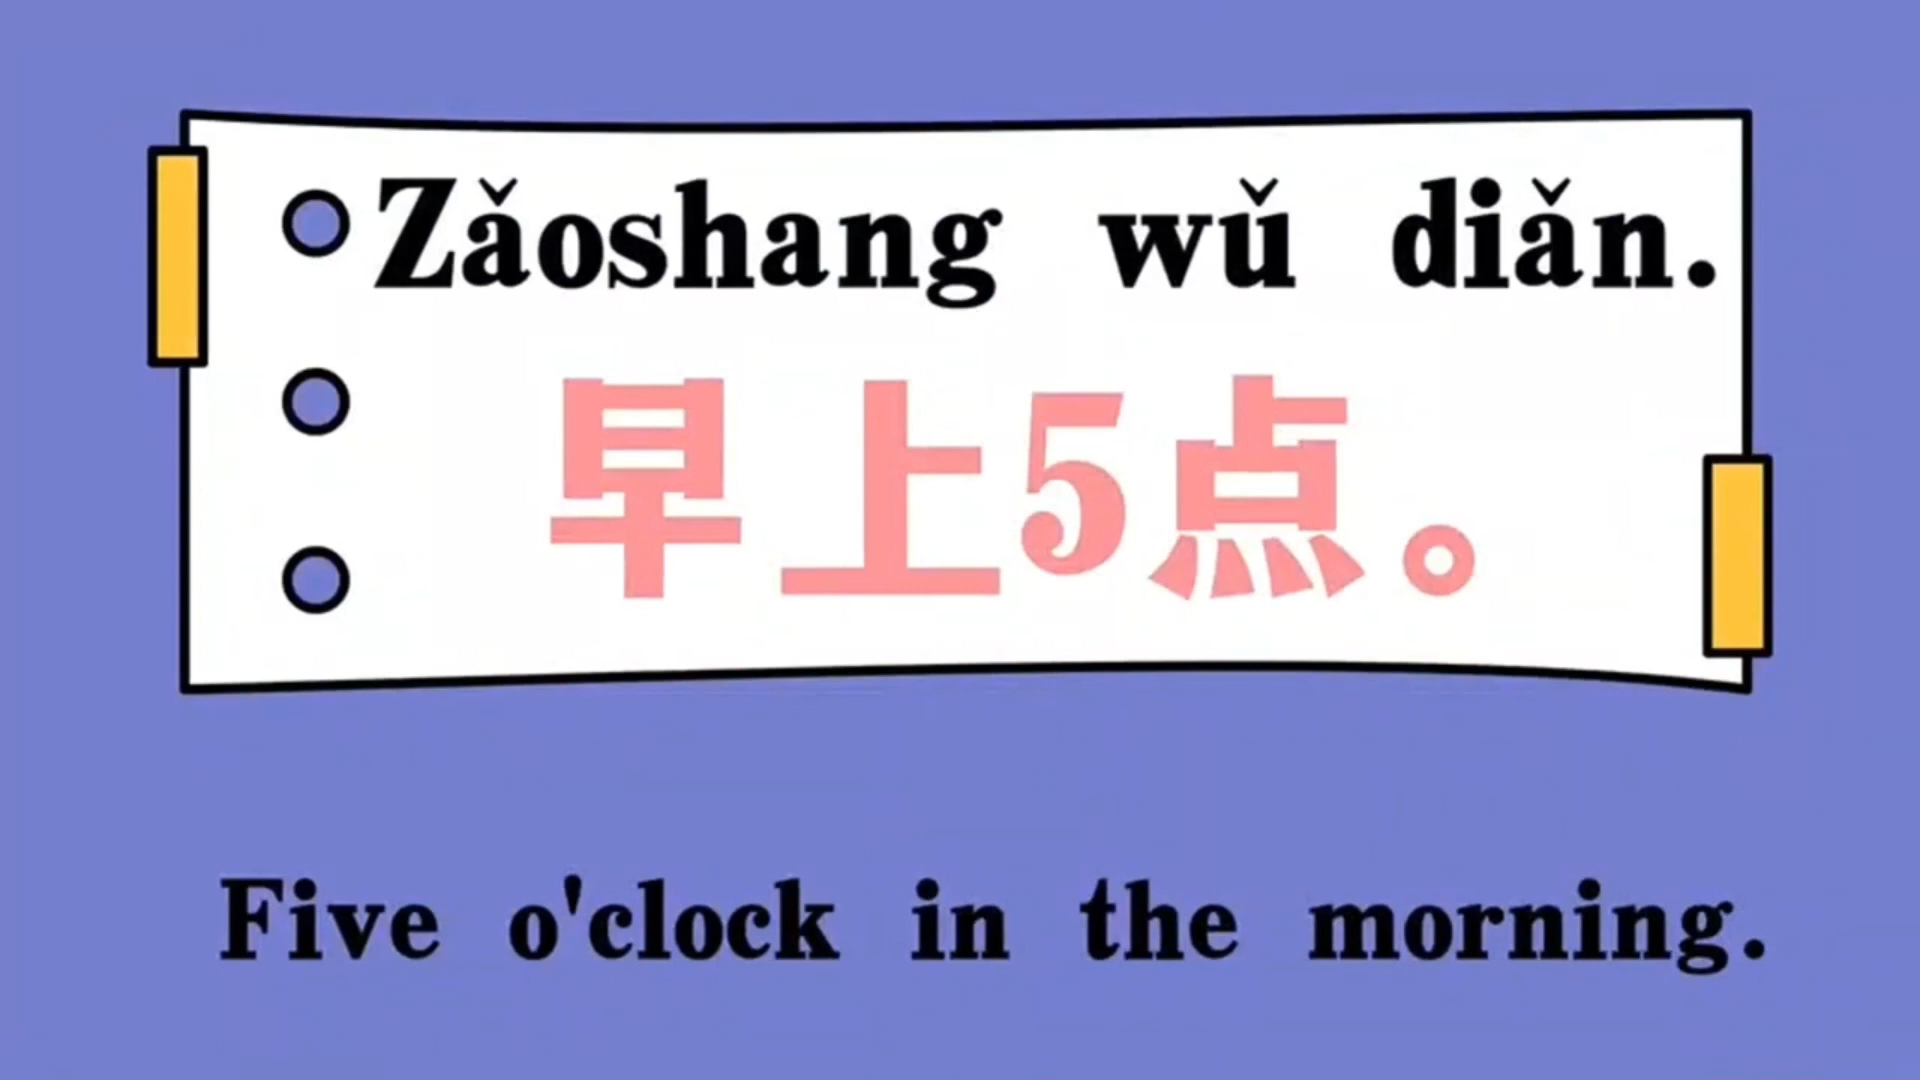 Zǎoshang wǔ diǎn.
早上5点。
Five o'clock in the morning.